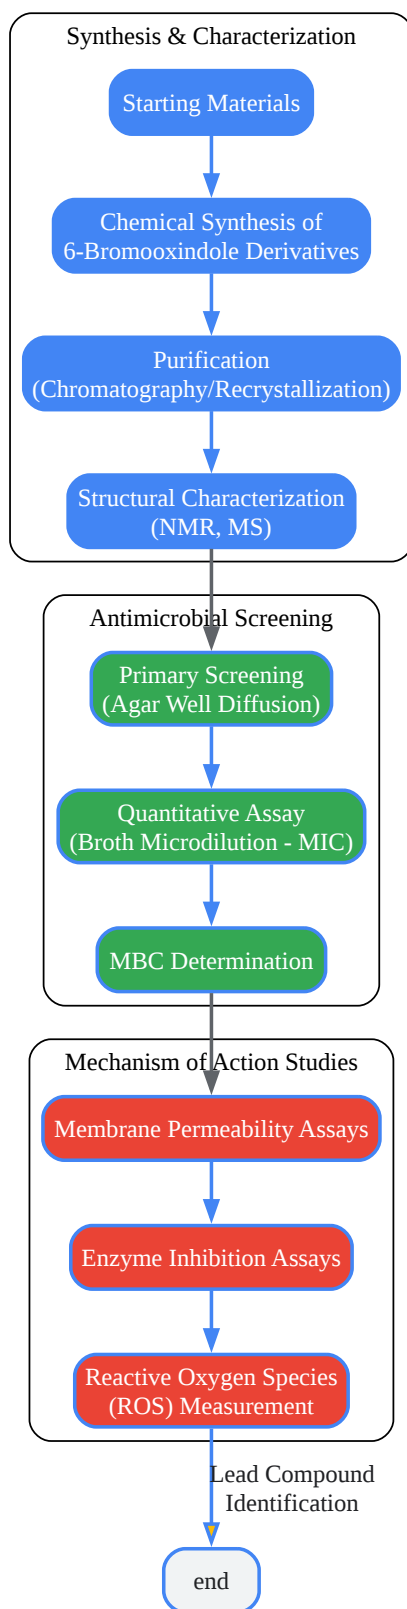 Synthesis & Characterization
Starting Materials
Chemical Synthesis of
6-Bromooxindole Derivatives
Purification
(Chromatography/Recrystallization)
Structural Characterization
(NMR, MS)
Antimicrobial Screening
Primary Screening
(Agar Well Diffusion)
Quantitative Assay
(Broth Microdilution - MIC)
MBC Determination
Mechanism of Action Studies
Membrane Permeability Assays
Enzyme Inhibition Assays
Reactive Oxygen Species
(ROS) Measurement
Lead Compound
Identification
end